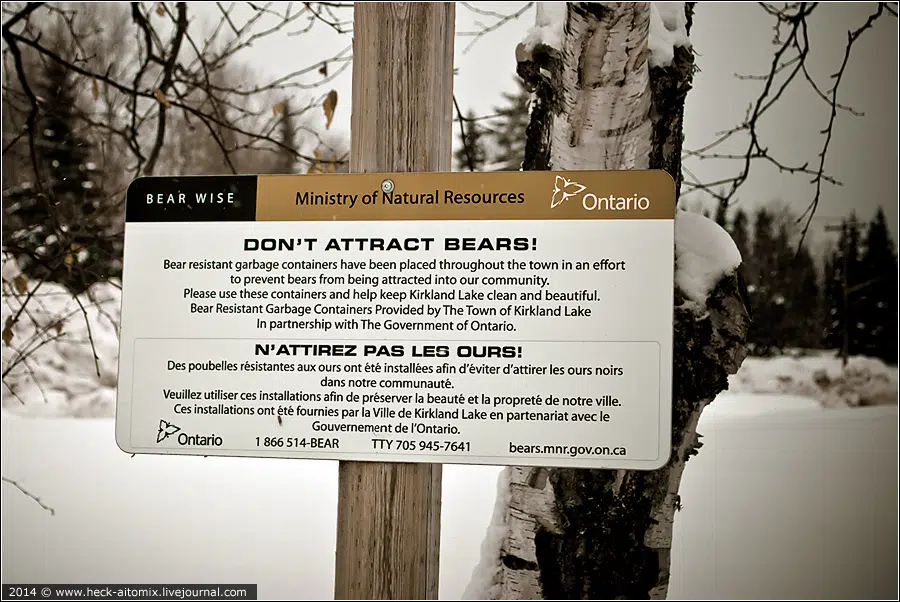 BEAR WISE
Ministry of Natural Resources
Ontario
DON'T ATTRACT BEARS!
Bear resistant garbage containers have been placed throughout the town in an effort
to prevent bears from being attracted into our community.
Please use these containers and help keep Kirkland Lake clean and beautiful.
Bear Resistant Garbage Containers Provided by The Town of Kirkland Lake
In partnership with The Government of Ontario.
N'ATTIREZ PAS LES OURS!
Des poubelles résistantes aux ours ont été installées afin d'éviter d'attirer les ours noirs
dans notre communauté.
Veuillez utiliser ces installations afin de préserver la beauté et la propreté de notre ville.
Ces installations ont été fournies par la Ville de Kirkland Lake en partenariat avec le
Gouvernement de l'Ontario.
Ontario
1 866 514-BEAR
TTY 705 945-7641
bears.mnr.gov.on.ca
2014 © www.heck-aitomix.livejournal.com